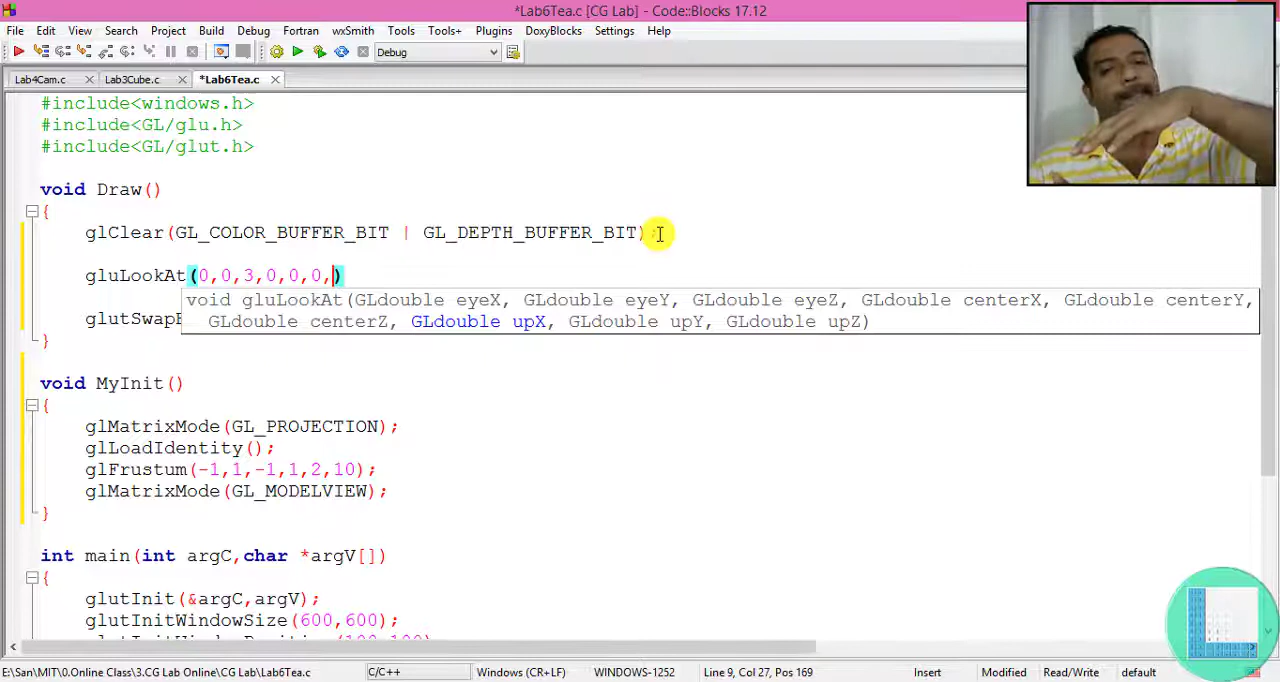 *Lab6Tea.c [CG Lab] - Code::Blocks 17.12
File Edit View Search Project Build Debug Fortran wxSmith Tools Tools+ Plugins DoxyBlocks Settings Help
Debug
Lab4Cam.c Lab3Cube.c *Lab6Tea.c
#include<windows.h>
#include<GL/glu.h>
#include<GL/glut.h>
void Draw()
{
glClear(GL_COLOR_BUFFER_BIT | GL_DEPTH_BUFFER_BIT);
gluLookAt(0,0,3,0,0,0,)
void gluLookAt(GLdouble eyeX, GLdouble eyeY, GLdouble eyeZ, GLdouble centerX, GLdouble centerY,
GLdouble centerZ, GLdouble upX, GLdouble upY, GLdouble upZ)
glutSwapB
}
void MyInit()
{
glMatrixMode(GL_PROJECTION);
glLoadIdentity();
glFrustum(-1,1,-1,1,2,10);
glMatrixMode(GL_MODELVIEW);
}
int main(int argC,char *argV[])
{
glutInit(&argC,argV);
glutInitWindowSize(600,600);
E:\San\MIT\0.Online Class\3.CG Lab Online\CG Lab\Lab6Tea.c C/C++ Windows (CR+LF) WINDOWS-1252 Line 9, Col 27, Pos 169 Insert Modified Read/Write default